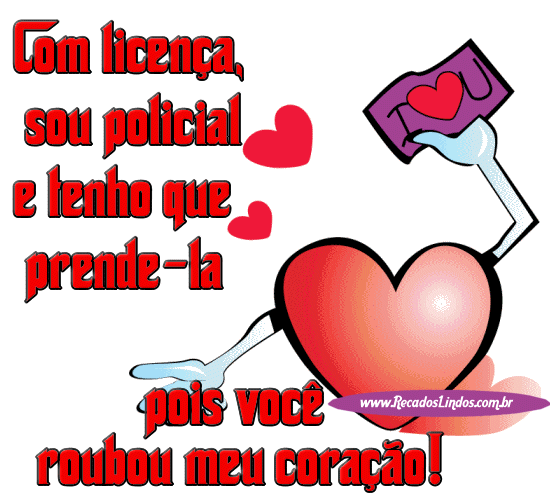 Com licença,
I U
sou policial
e tenho que
prende-la
pois você
www.RecadosLindos.com.br
roubou meu coração!